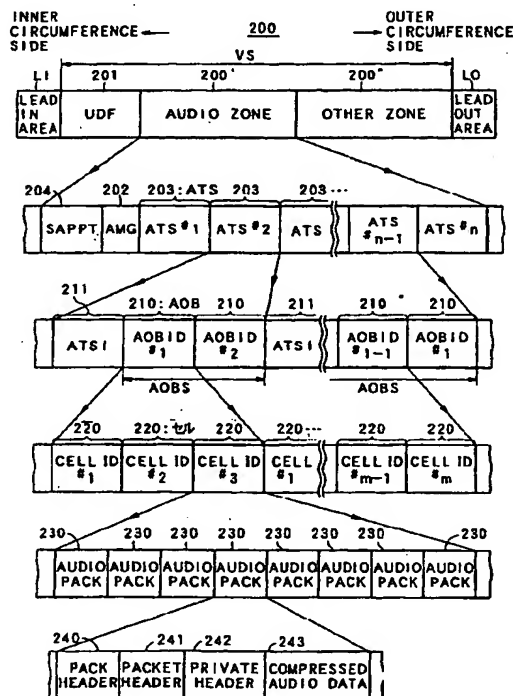 INNER CIRCUMFERENCE SIDE
200
OUTER CIRCUMFERENCE SIDE
VS
LI 201 200' 200" LO
LEAD IN AREA UDF AUDIO ZONE OTHER ZONE LEAD OUT AREA
204 202 203:ATS 203 203...
SAPPT AMG ATS #1 ATS #2 ATS ATS #n-1 ATS #n
211 210:AOB 210 211 210 210
ATSI AOBID #1 AOBID #2 ATSI AOBID #1-1 AOBID #1
AOBS AOBS
220 220:セル 220 220... 220 220
CELL ID #1 CELL ID #2 CELL ID #3 CELL #1 CELL ID #m-1 CELL ID #m
230 230 230 230 230 230 230 230
AUDIO PACK AUDIO PACK AUDIO PACK AUDIO PACK AUDIO PACK AUDIO PACK AUDIO PACK AUDIO PACK
240 241 242 243
PACK HEADER PACKET HEADER PRIVATE HEADER COMPRESSED AUDIO DATA